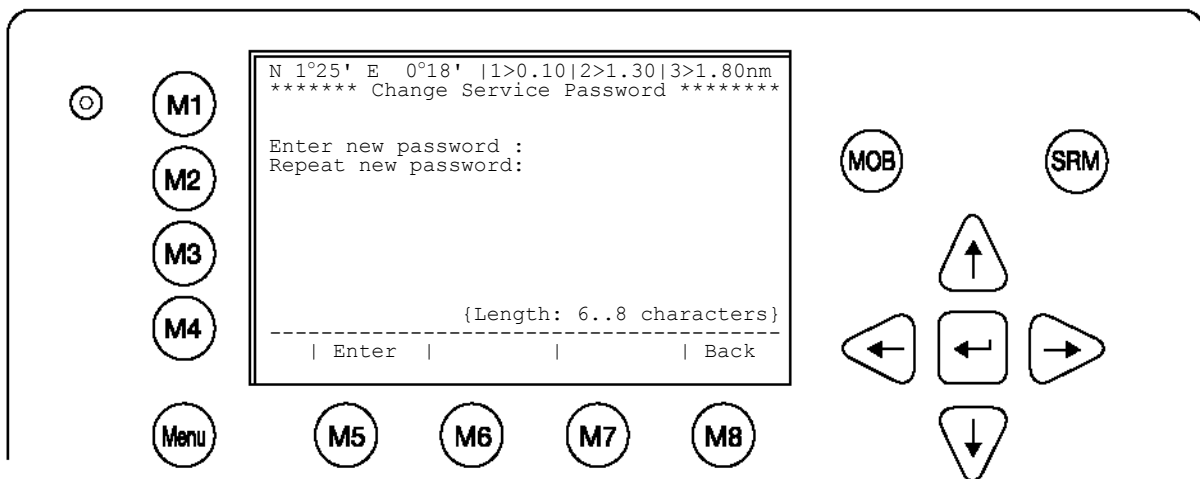 N 1°25' E 0°18' |1>0.10|2>1.30|3>1.80nm
******* Change Service Password ********
M1
Enter new password :
Repeat new password:
MOB
SRM
M2
M3
{Length: 6..8 characters}
M4
----------------------------------------
| Enter | | | Back
Menu
M5
M6
M7
M8